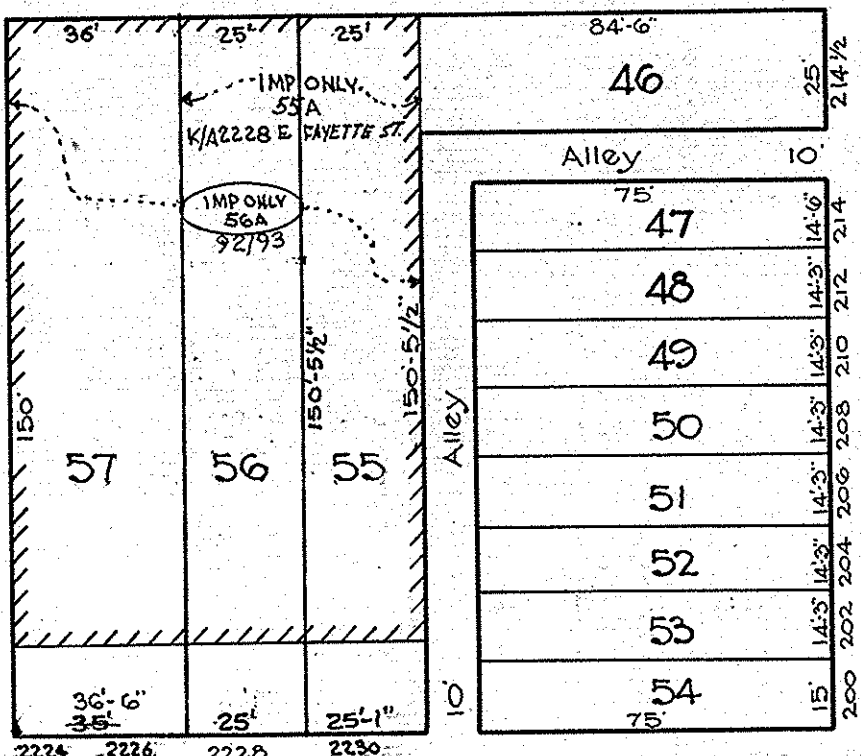 36' 25' 25'
84'-6"
46
25'
214 1/2
IMP ONLY
55A
K/A 2228 E FAYETTE ST.
Alley 10'
IMP ONLY
56A
92/93
75'
47 14'-6" 214
48 14'-3" 212
49 14'-3" 210
50 14'-3" 208
51 14'-3" 206
52 14'-3" 204
53 14'-3" 202
54 15' 200
75'
150'
150'-5 1/2"
150'-5 1/2"
Alley
57 56 55
36'-6"
35' 25' 25'-1"
10'
2224 2226 2228 2230